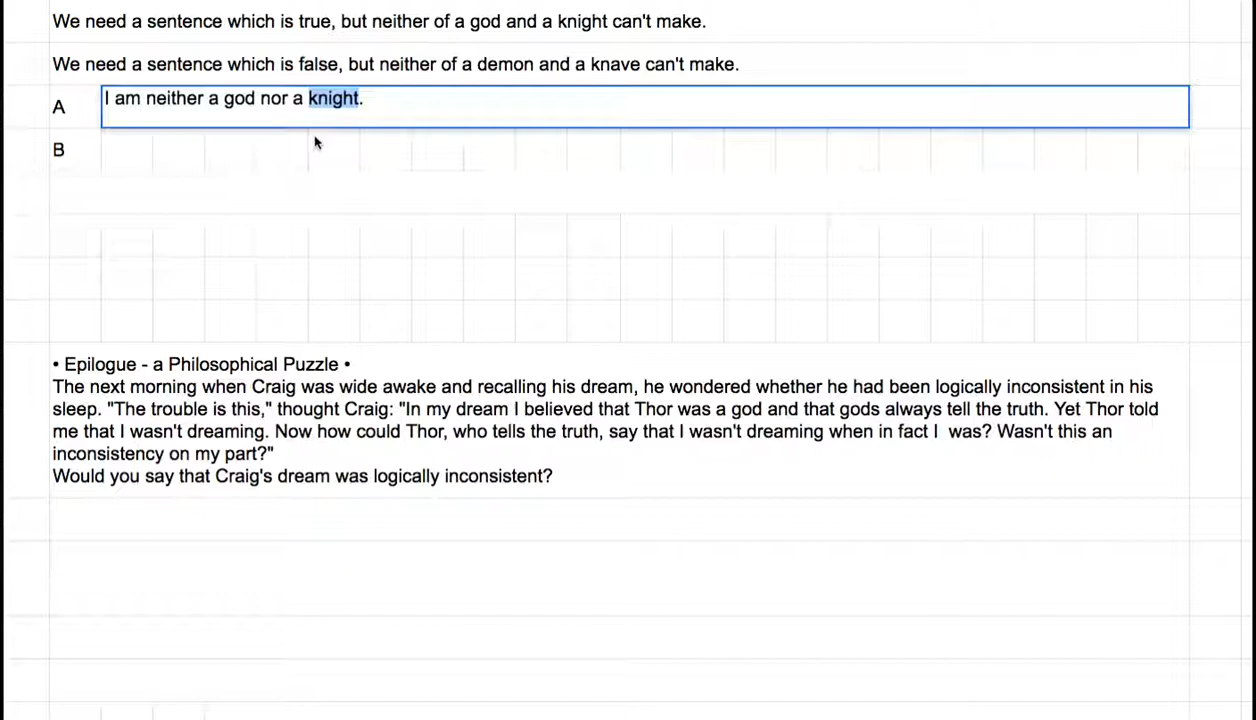 We need a sentence which is true, but neither of a god and a knight can't make.
We need a sentence which is false, but neither of a demon and a knave can't make.
A I am neither a god nor a knight.
B
• Epilogue - a Philosophical Puzzle •
The next morning when Craig was wide awake and recalling his dream, he wondered whether he had been logically inconsistent in his
sleep. "The trouble is this," thought Craig: "In my dream I believed that Thor was a god and that gods always tell the truth. Yet Thor told
me that I wasn't dreaming. Now how could Thor, who tells the truth, say that I wasn't dreaming when in fact I was? Wasn't this an
inconsistency on my part?"
Would you say that Craig's dream was logically inconsistent?